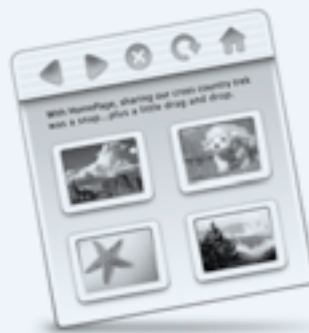 With HomePage, sharing our cross country trek
was a snap...plus a little drag and drop.